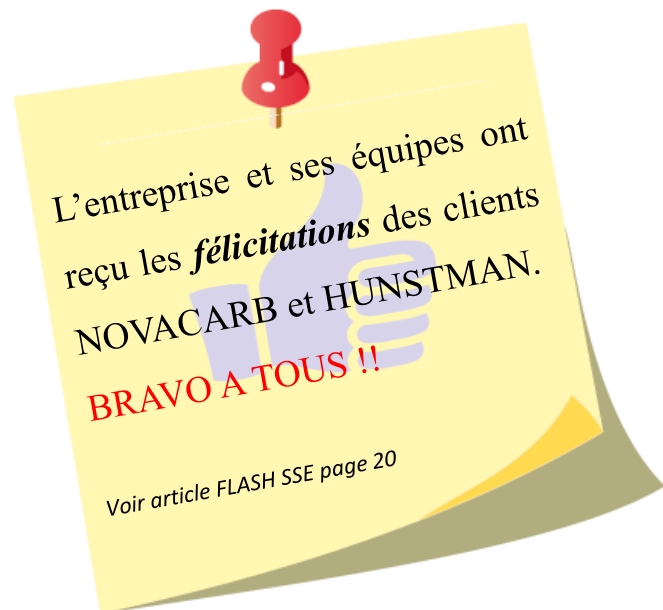 L’entreprise et ses équipes ont
reçu les félicitations des clients
NOVACARB et HUNSTMAN.
BRAVO A TOUS !!
Voir article FLASH SSE page 20